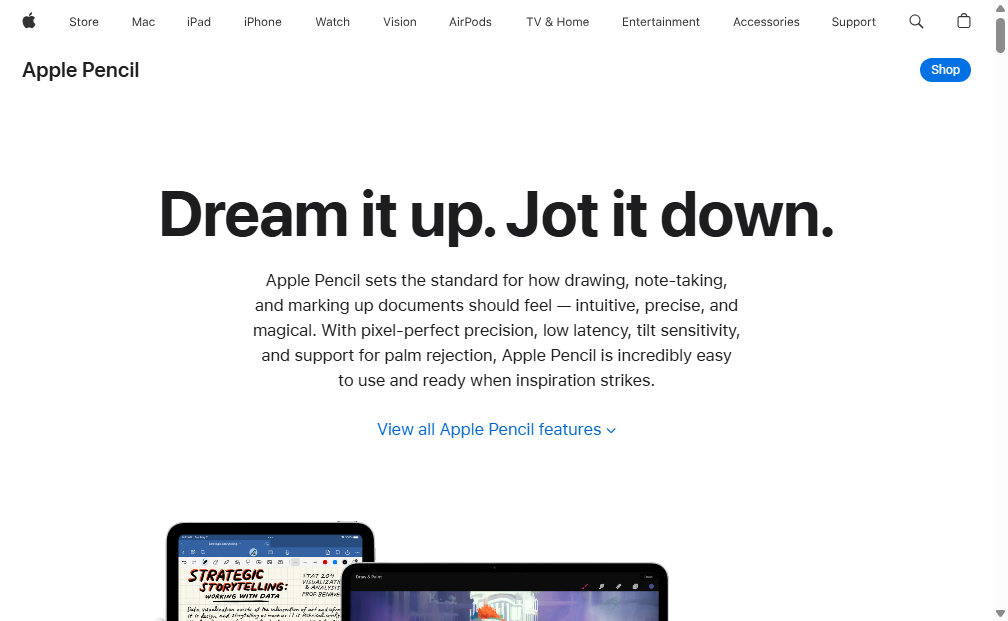 Store Mac iPad iPhone Watch Vision AirPods TV & Home Entertainment Accessories Support
Apple Pencil
Shop
Dream it up. Jot it down.
Apple Pencil sets the standard for how drawing, note-taking,
and marking up documents should feel — intuitive, precise, and
magical. With pixel-perfect precision, low latency, tilt sensitivity,
and support for palm rejection, Apple Pencil is incredibly easy
to use and ready when inspiration strikes.
View all Apple Pencil features
STRATEGIC
STORYTELLING:
WORKING WITH DATA
STAT 204
Draw & Paint